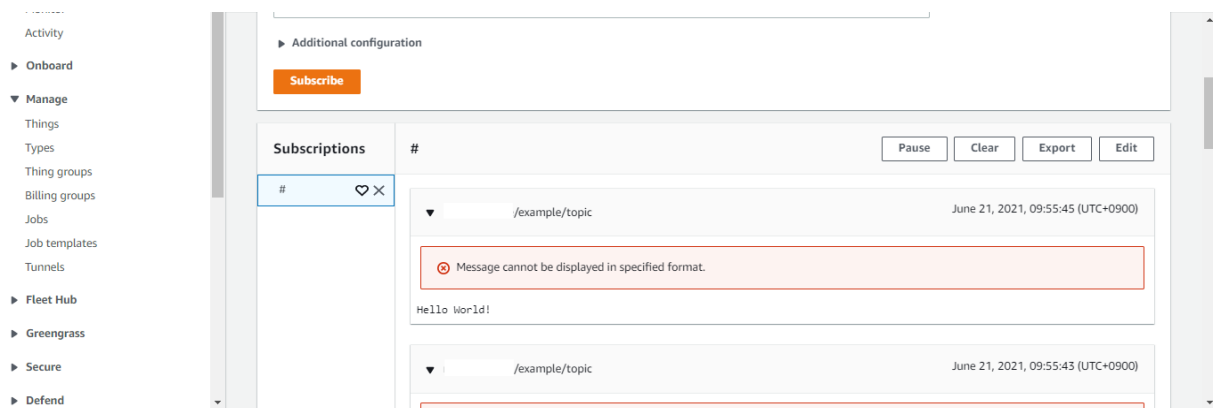 Activity
Onboard
Manage
Things
Types
Thing groups
Billing groups
Jobs
Job templates
Tunnels
Fleet Hub
Greengrass
Secure
Defend
Additional configuration
Subscribe
Subscriptions
#
#
Pause Clear Export Edit
/example/topic June 21, 2021, 09:55:45 (UTC+0900)
Message cannot be displayed in specified format.
Hello World!
/example/topic June 21, 2021, 09:55:43 (UTC+0900)